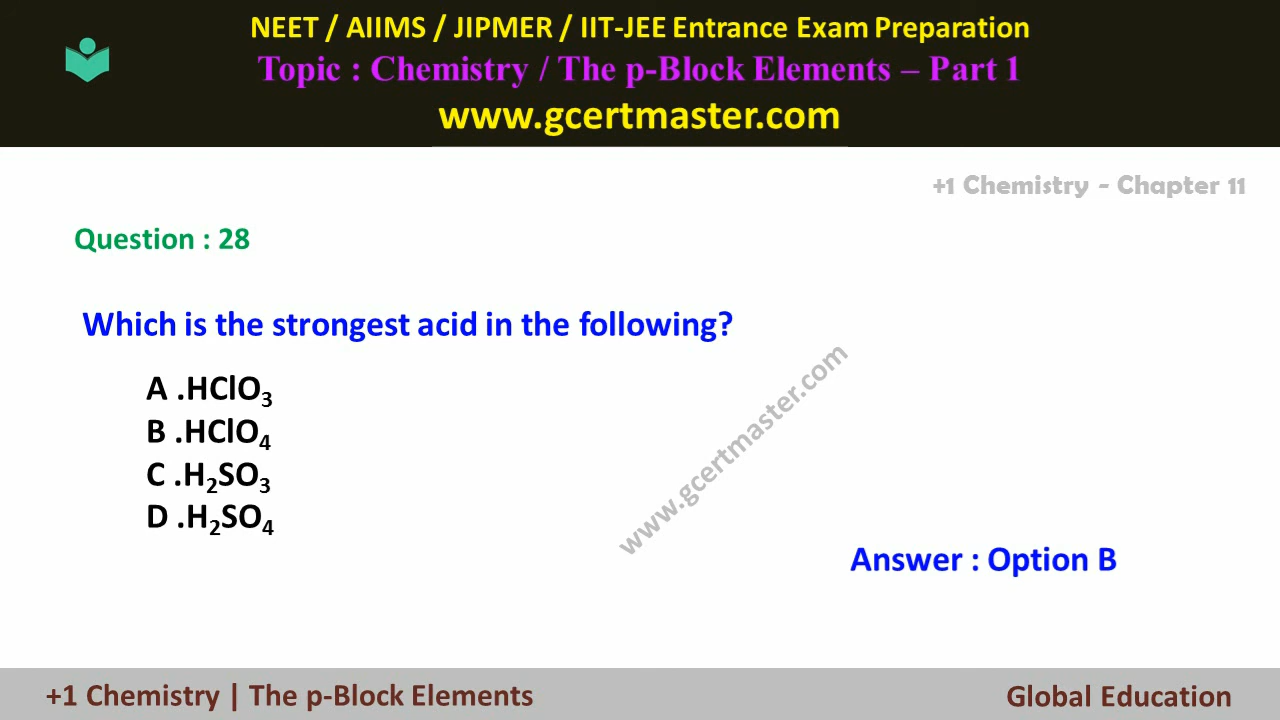 NEET / AIIMS / JIPMER / IIT-JEE Entrance Exam Preparation
Topic : Chemistry / The p-Block Elements – Part 1
www.gcertmaster.com
+1 Chemistry - Chapter 11
Question : 28
Which is the strongest acid in the following?
A .HClO₃
B .HClO₄
C .H₂SO₃
D .H₂SO₄
www.gcertmaster.com
Answer : Option B
+1 Chemistry | The p-Block Elements
Global Education